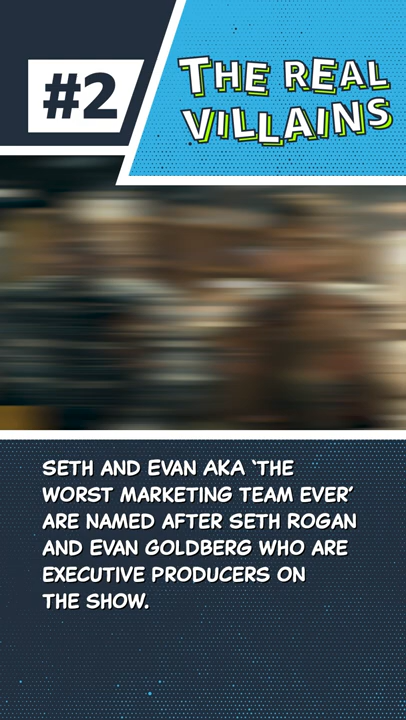 #2
THE REAL
VILLAINS
SETH AND EVAN AKA ‘THE
WORST MARKETING TEAM EVER’
ARE NAMED AFTER SETH ROGAN
AND EVAN GOLDBERG WHO ARE
EXECUTIVE PRODUCERS ON
THE SHOW.